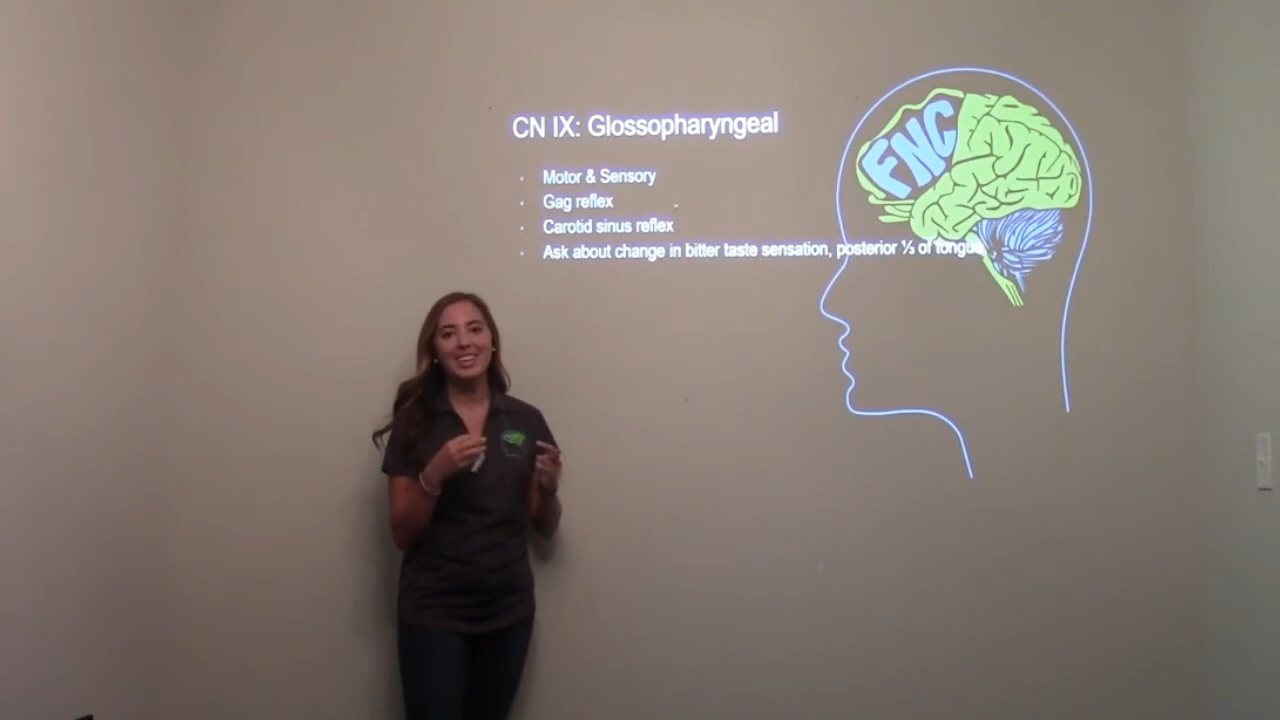 CN IX: Glossopharyngeal
FNC
Motor & Sensory
Gag reflex
Carotid sinus reflex
Ask about change in bitter taste sensation, posterior ⅓ of tongue